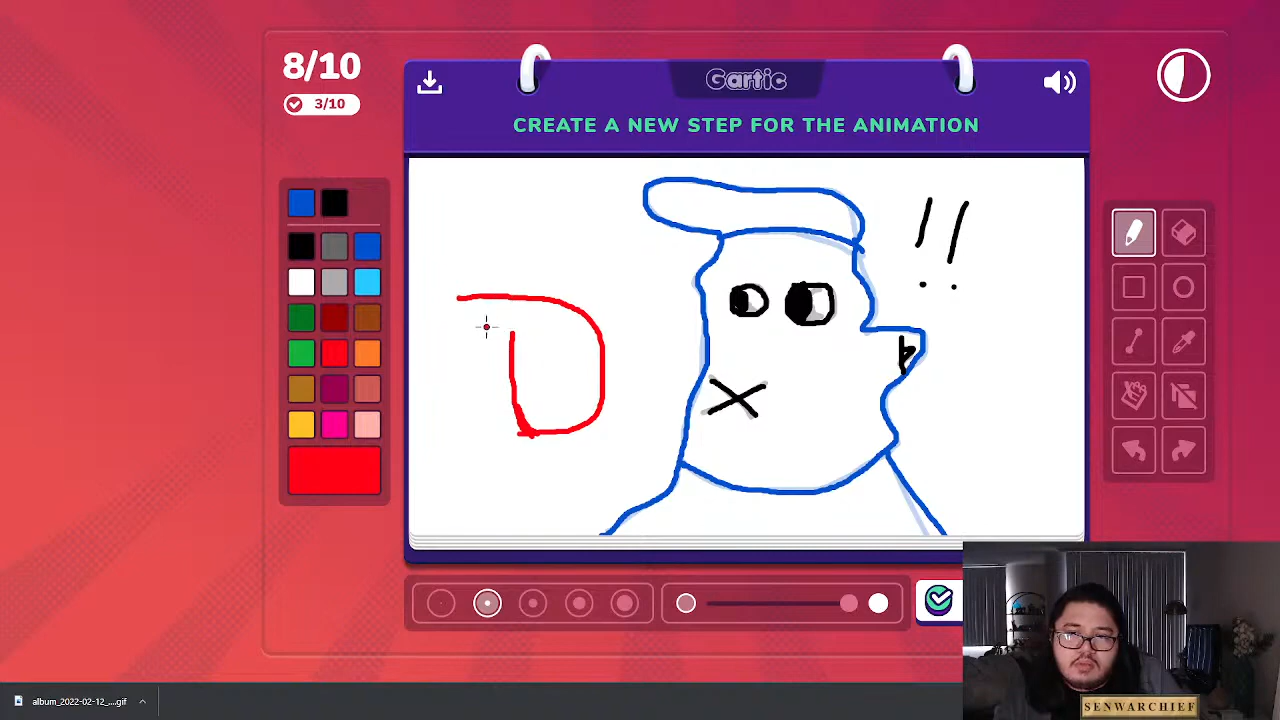 8/10
3/10
Gartic
CREATE A NEW STEP FOR THE ANIMATION
!!
D
album_2022-02-12_....gif
SENWARCHIEF